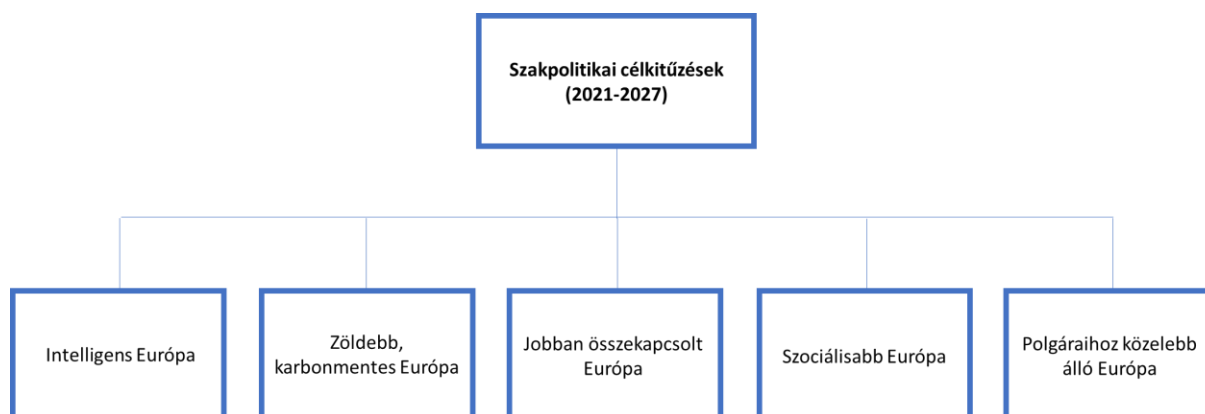 Szakpolitikai célkitűzések
(2021-2027)
Intelligens Európa
Zöldebb,
karbonmentes Európa
Jobban összekapcsolt
Európa
Szociálisabb Európa
Polgáraihoz közelebb
álló Európa